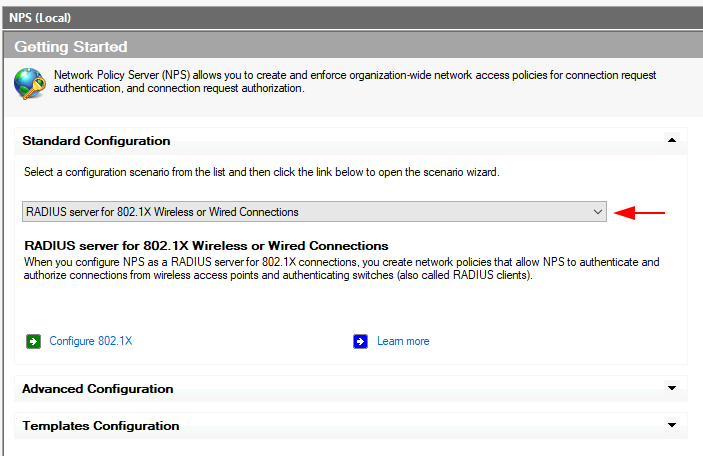 NPS (Local)
Getting Started
Network Policy Server (NPS) allows you to create and enforce organization-wide network access policies for connection request
authentication, and connection request authorization.
Standard Configuration
Select a configuration scenario from the list and then click the link below to open the scenario wizard.
RADIUS server for 802.1X Wireless or Wired Connections
RADIUS server for 802.1X Wireless or Wired Connections
When you configure NPS as a RADIUS server for 802.1X connections, you create network policies that allow NPS to authenticate and
authorize connections from wireless access points and authenticating switches (also called RADIUS clients).
Configure 802.1X
Learn more
Advanced Configuration
Templates Configuration